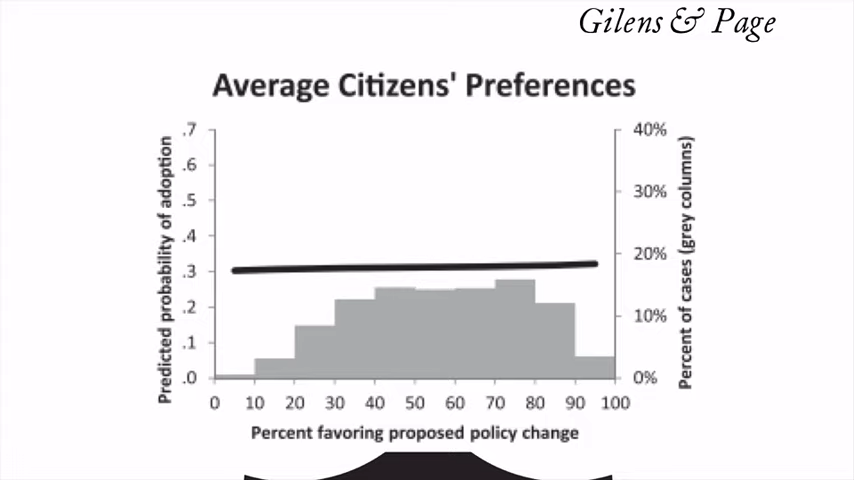 Gilens & Page
Average Citizens' Preferences
Predicted probability of adoption
.7
.6
.5
.4
.3
.2
.1
.0
40%
30%
20%
10%
0%
Percent of cases (grey columns)
0 10 20 30 40 50 60 70 80 90 100
Percent favoring proposed policy change